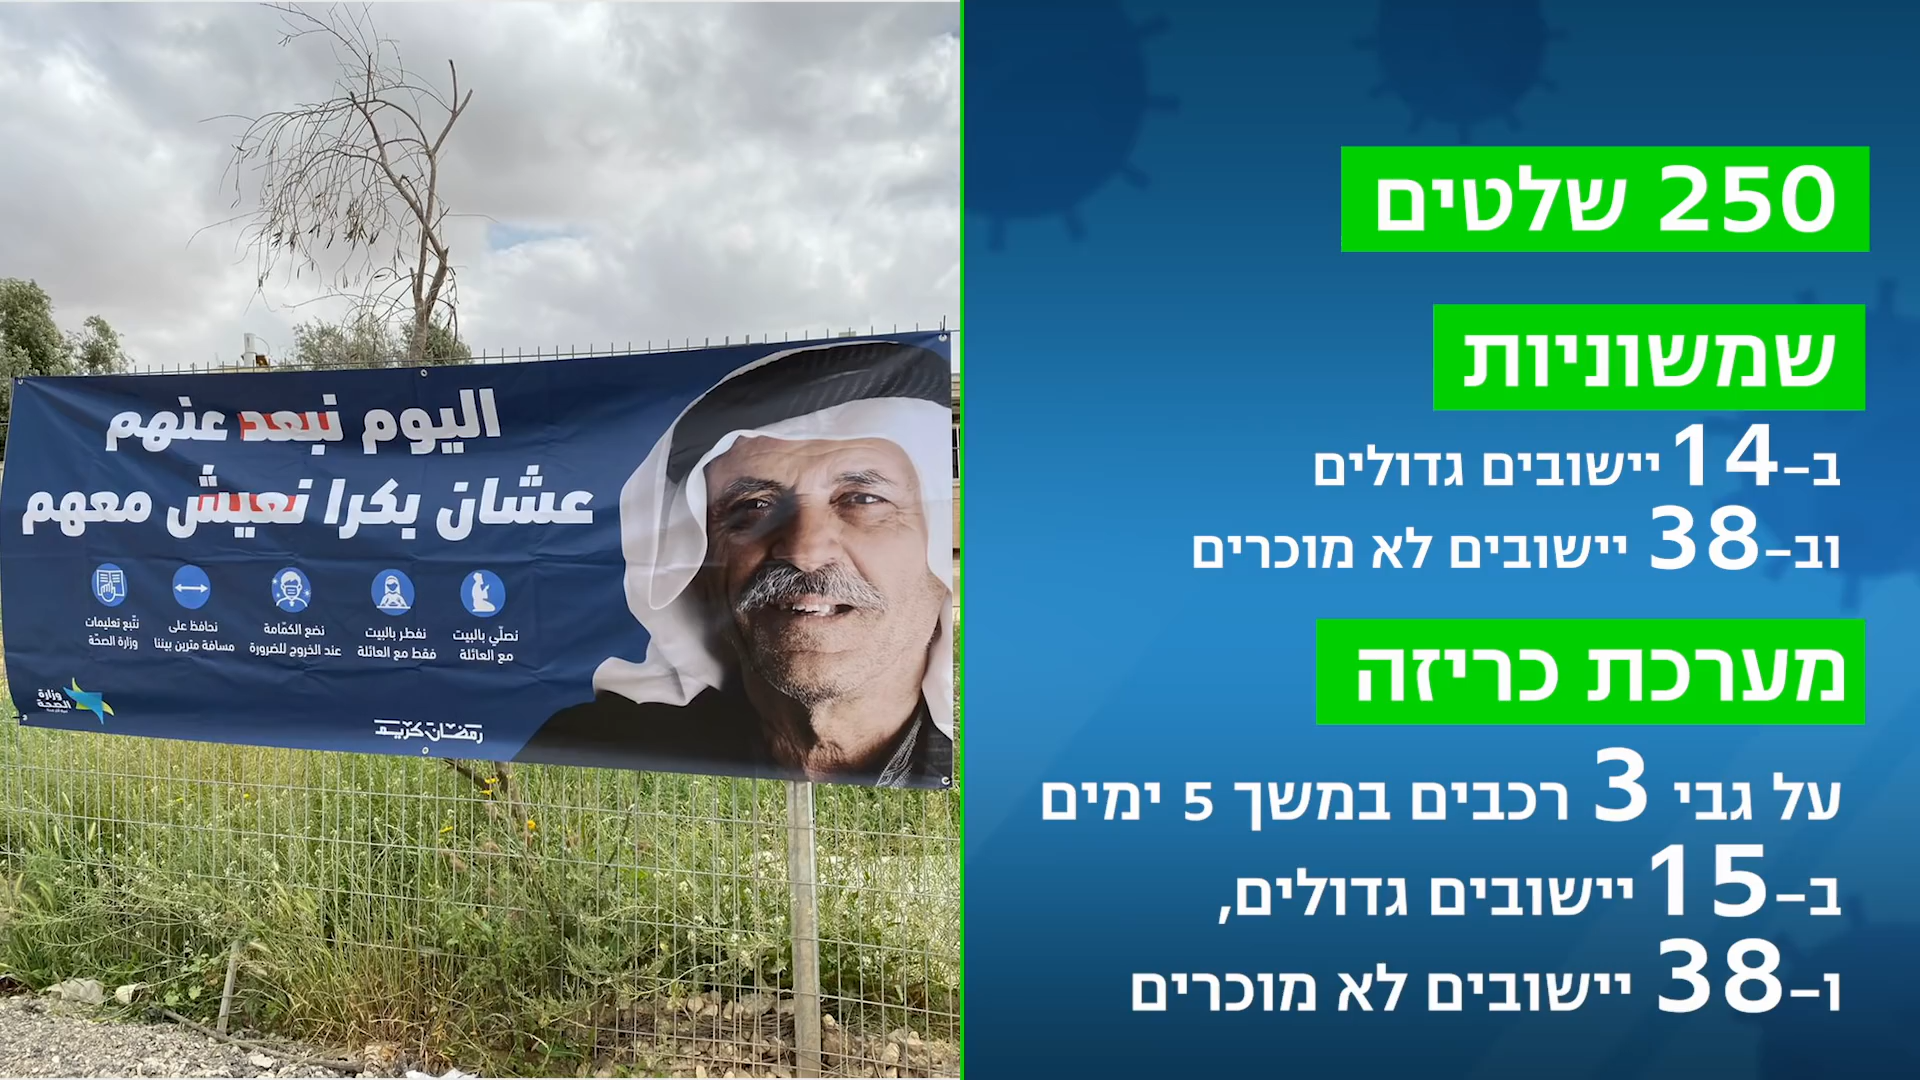 250 שלטים
שמשוניות
ב-14 יישובים גדולים
וב-38 יישובים לא מוכרים
מערכת כריזה
על גבי 3 רכבים במשך 5 ימים
ב-15 יישובים גדולים,
ו-38 יישובים לא מוכרים
اليوم نبعد عنهم
عشان بكرا نعيش معهم
نصلّي بالبيت
مع العائلة
نفطر بالبيت
فقط مع العائلة
نضع الكمّامة
عند الخروج للضرورة
نحافظ على
مسافة مترين بيننا
نتّبع تعليمات
وزارة الصحّة
وزارة
الصحة
رمضان كريم